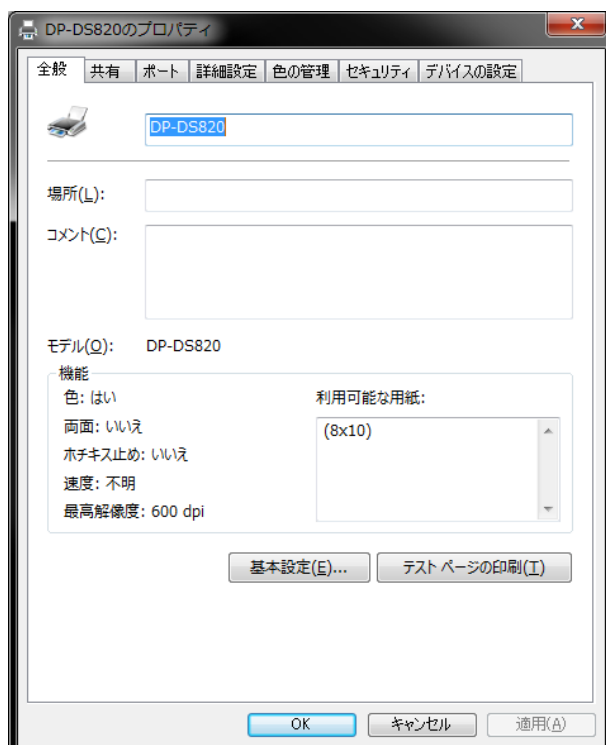 DP-DS820のプロパティ
全般 共有 ポート 詳細設定 色の管理 セキュリティ デバイスの設定
DP-DS820
場所(L):
コメント(C):
モデル(O): DP-DS820
機能
色: はい
利用可能な用紙:
両面: いいえ
(8x10)
ホチキス止め: いいえ
速度: 不明
最高解像度: 600 dpi
基本設定(E)... テスト ページの印刷(T)
OK キャンセル 適用(A)